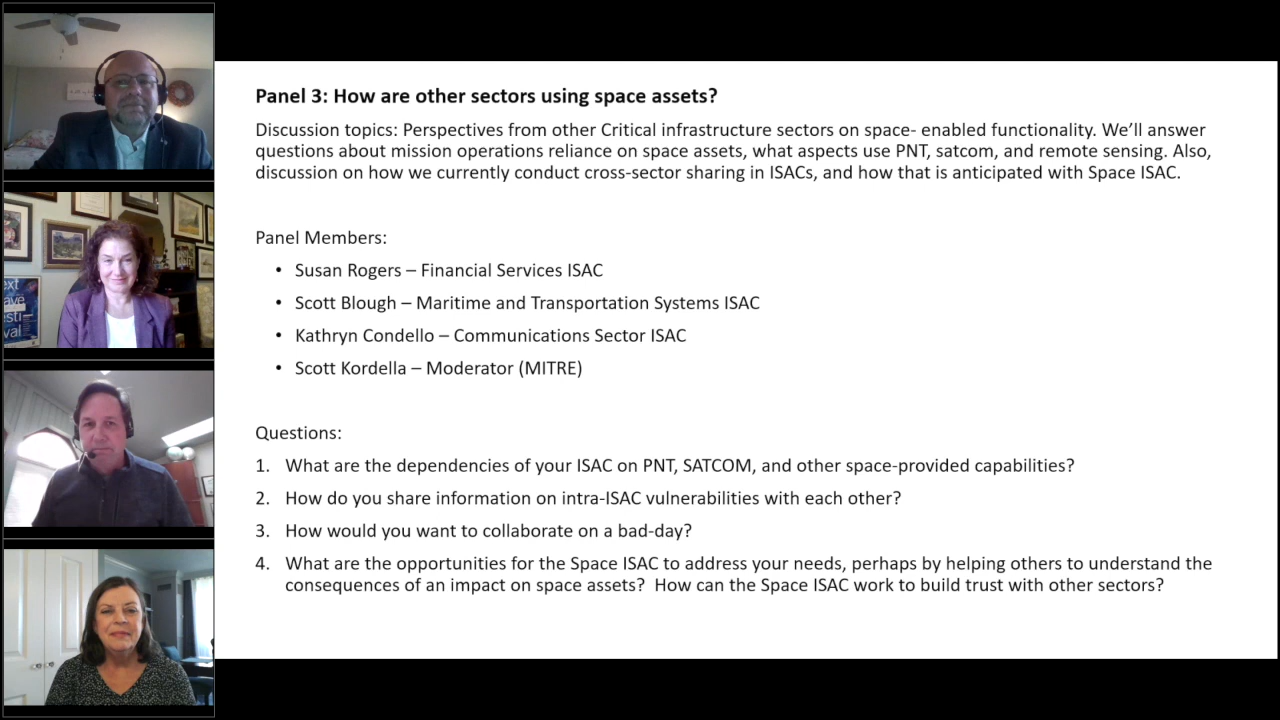 Panel 3: How are other sectors using space assets?
Discussion topics: Perspectives from other Critical infrastructure sectors on space- enabled functionality. We’ll answer
questions about mission operations reliance on space assets, what aspects use PNT, satcom, and remote sensing. Also,
discussion on how we currently conduct cross-sector sharing in ISACs, and how that is anticipated with Space ISAC.
Panel Members:
• Susan Rogers – Financial Services ISAC
• Scott Blough – Maritime and Transportation Systems ISAC
• Kathryn Condello – Communications Sector ISAC
• Scott Kordella – Moderator (MITRE)
Questions:
1. What are the dependencies of your ISAC on PNT, SATCOM, and other space-provided capabilities?
2. How do you share information on intra-ISAC vulnerabilities with each other?
3. How would you want to collaborate on a bad-day?
4. What are the opportunities for the Space ISAC to address your needs, perhaps by helping others to understand the
consequences of an impact on space assets?  How can the Space ISAC work to build trust with other sectors?